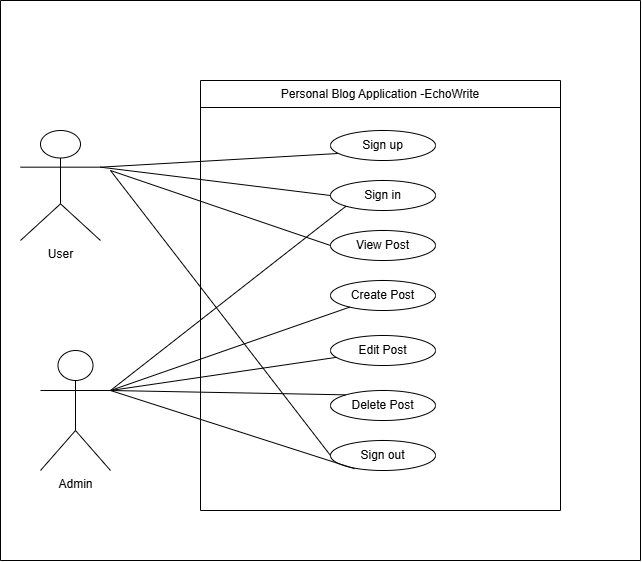 Personal Blog Application -EchoWrite
Sign up
Sign in
View Post
User
Create Post
Edit Post
Delete Post
Sign out
Admin